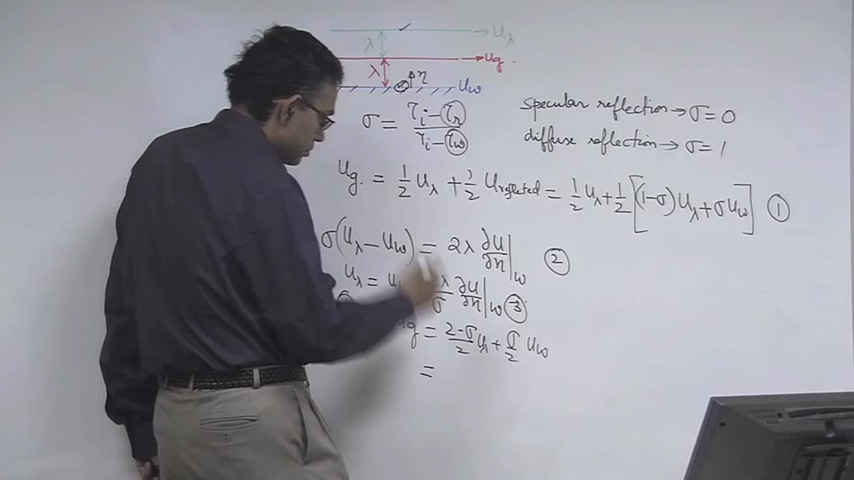 λ u_λ
λ u_g.
↑ η u_w
σ = (τ_i − τ_r) / (τ_i − τ_w)
specular reflection → σ = 0
diffuse reflection → σ = 1
u_g. = 1/2 u_λ + 1/2 u_reflected = 1/2 u_λ + 1/2 [(1−σ) u_λ + σ u_w] ①
σ(u_λ − u_w) = 2λ ∂u/∂η |_w ②
u_λ = u λ/σ ∂u/∂η |_w ③
g = (2−σ)/2 u_λ + σ/2 u_w
=